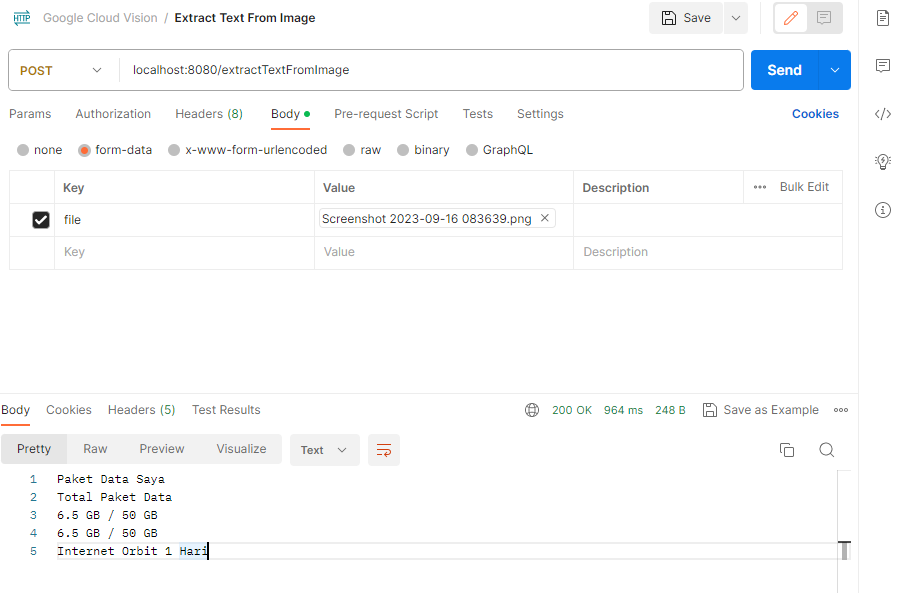 HTTP Google Cloud Vision / Extract Text From Image Save
POST localhost:8080/extractTextFromImage Send
Params Authorization Headers (8) Body Pre-request Script Tests Settings Cookies
none form-data x-www-form-urlencoded raw binary GraphQL
Key Value Description ••• Bulk Edit
file Screenshot 2023-09-16 083639.png ×
Key Value Description
Body Cookies Headers (5) Test Results 200 OK 964 ms 248 B Save as Example
Pretty Raw Preview Visualize Text
1 Paket Data Saya
2 Total Paket Data
3 6.5 GB / 50 GB
4 6.5 GB / 50 GB
5 Internet Orbit 1 Hari